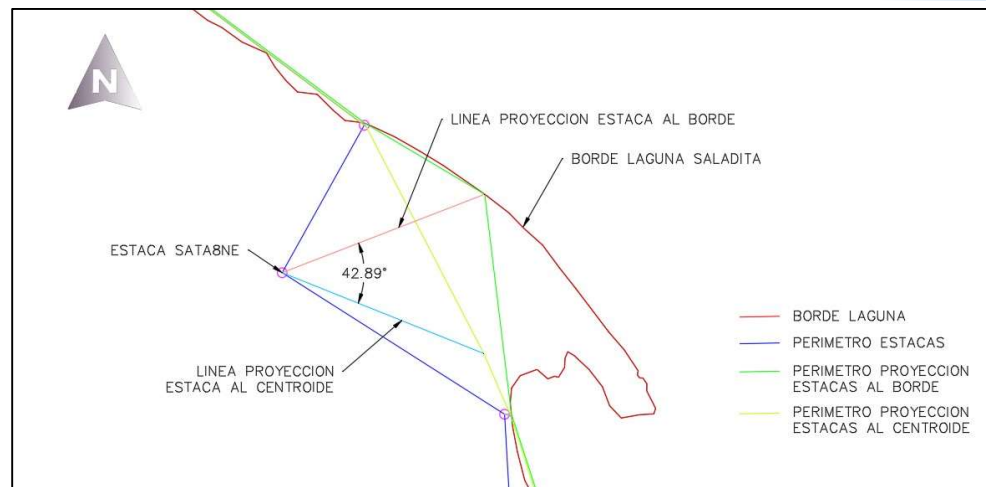 N
LINEA PROYECCION ESTACA AL BORDE
BORDE LAGUNA SALADITA
ESTACA SATA8NE
42.89°
LINEA PROYECCION
ESTACA AL CENTROIDE
BORDE LAGUNA
PERIMETRO ESTACAS
PERIMETRO PROYECCION
ESTACAS AL BORDE
PERIMETRO PROYECCION
ESTACAS AL CENTROIDE